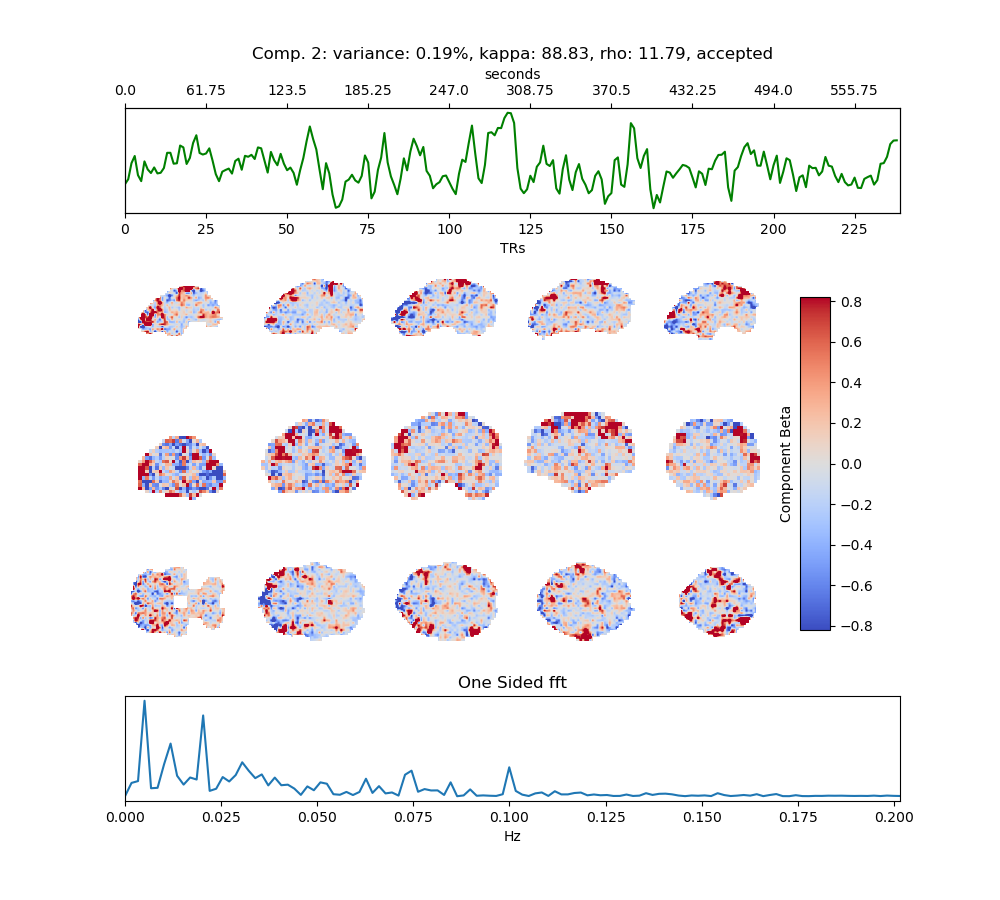 Comp. 2: variance: 0.19%, kappa: 88.83, rho: 11.79, accepted
seconds
0.0 61.75 123.5 185.25 247.0 308.75 370.5 432.25 494.0 555.75
0 25 50 75 100 125 150 175 200 225
TRs
0.8
0.6
0.4
0.2
0.0
−0.2
−0.4
−0.6
−0.8
Component Beta
One Sided fft
0.000 0.025 0.050 0.075 0.100 0.125 0.150 0.175 0.200
Hz